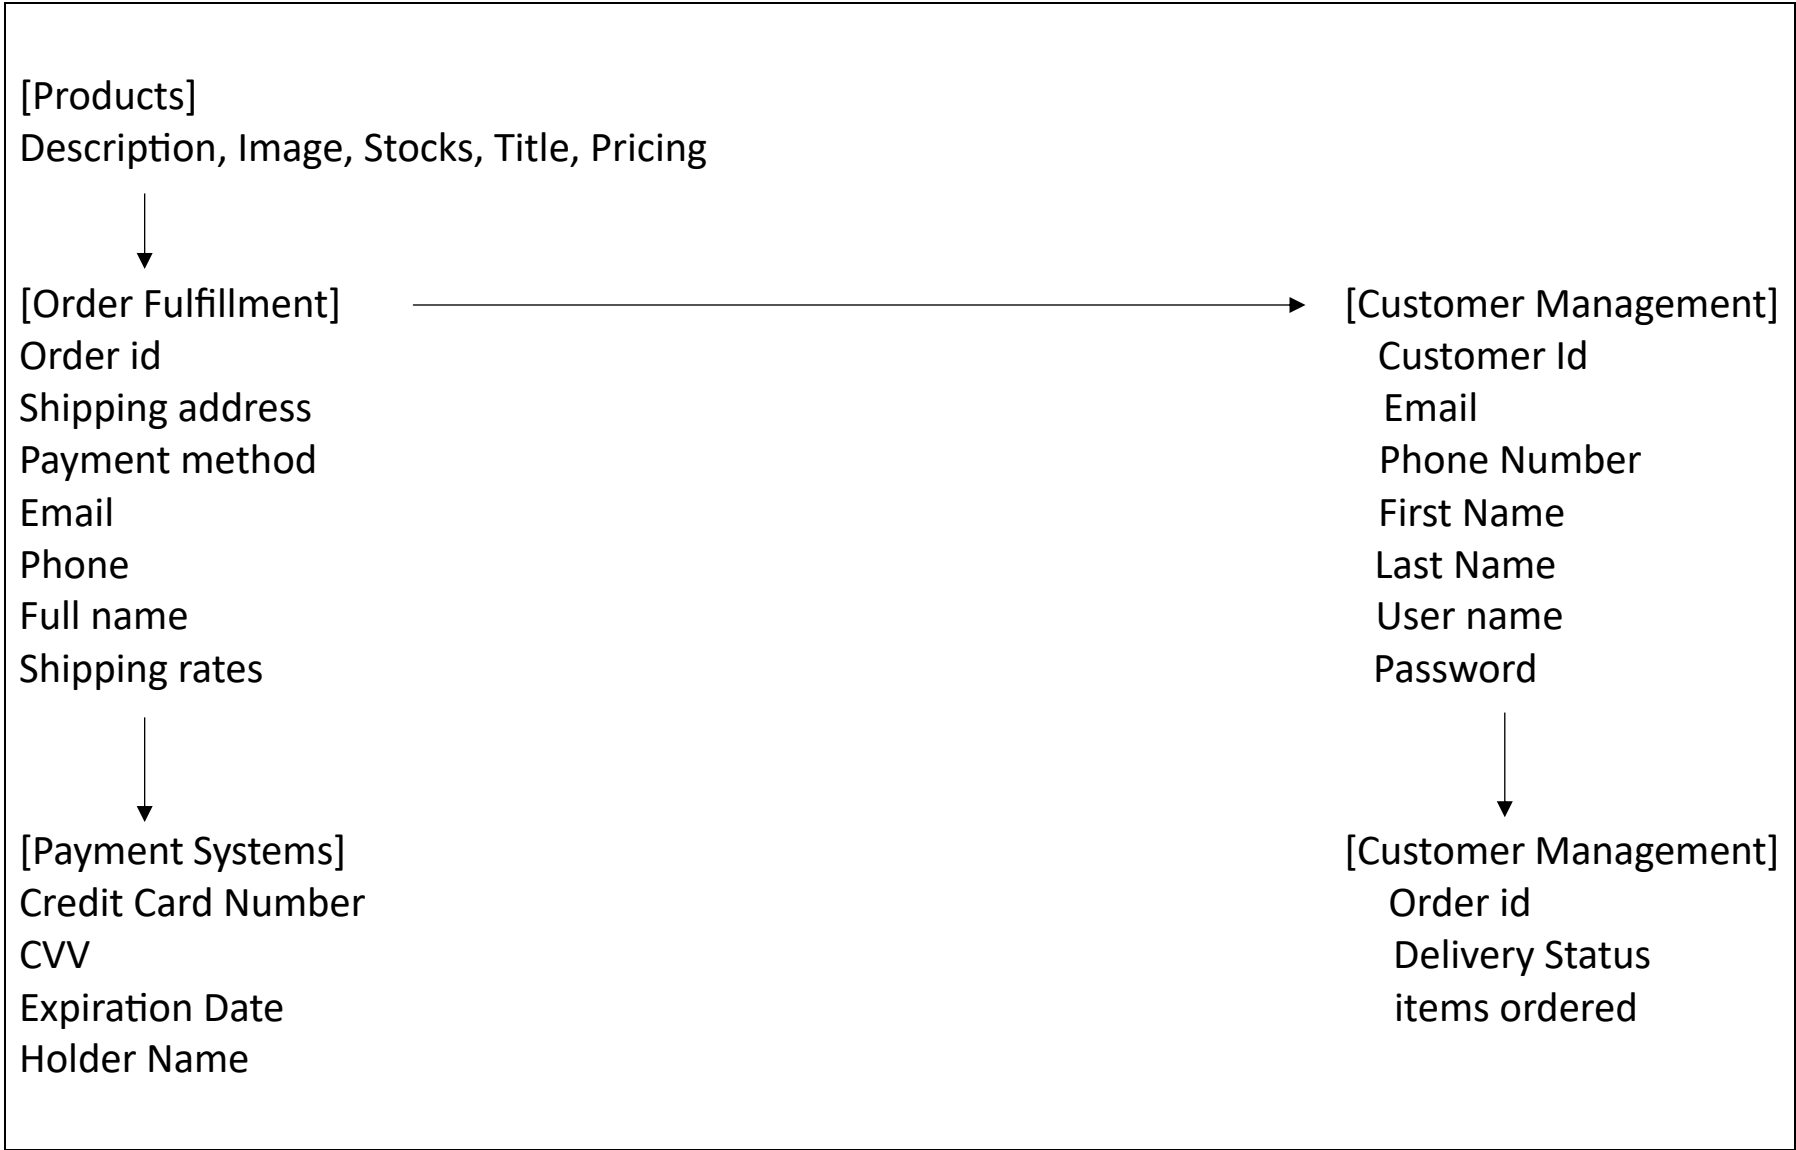 [Products]
Description, Image, Stocks, Title, Pricing
[Order Fulfillment]
Order id
Shipping address
Payment method
Email
Phone
Full name
Shipping rates
[Customer Management]
Customer Id
Email
Phone Number
First Name
Last Name
User name
Password
[Payment Systems]
Credit Card Number
CVV
Expiration Date
Holder Name
[Customer Management]
Order id
Delivery Status
items ordered